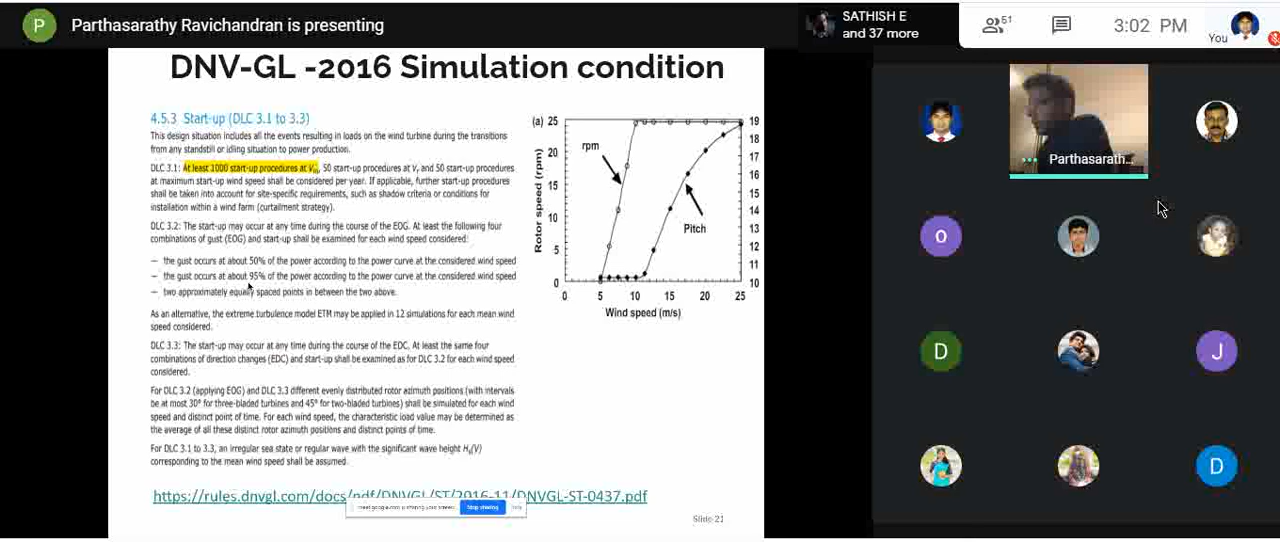 P
Parthasarathy Ravichandran is presenting
SATHISH E
and 37 more
51
3:02 PM
You
DNV-GL -2016 Simulation condition
4.5.3 Start-up (DLC 3.1 to 3.3)
This design situation includes all the events resulting in loads on the wind turbine during the transitions
from any standstill or idling situation to power production.
DLC 3.1: At least 1000 start-up procedures at Vin, 50 start-up procedures at Vr and 50 start-up procedures
at maximum start-up wind speed shall be considered per year. If applicable, further start-up procedures
shall be taken into account for site-specific requirements, such as shadow criteria or conditions for
installation within a wind farm (curtailment strategy).
DLC 3.2: The start-up may occur at any time during the course of the EOG. At least the following four
combinations of gust (EOG) and start-up shall be examined for each wind speed considered:
— the gust occurs at about 50% of the power according to the power curve at the considered wind speed
— the gust occurs at about 95% of the power according to the power curve at the considered wind speed
— two approximately equally spaced points in between the two above.
As an alternative, the extreme turbulence model ETM may be applied in 12 simulations for each mean wind
speed considered.
DLC 3.3: The start-up may occur at any time during the course of the EDC. At least the same four
combinations of direction changes (EDC) and start-up shall be examined as for DLC 3.2 for each wind speed
considered.
For DLC 3.2 (applying EOG) and DLC 3.3 different evenly distributed rotor azimuth positions (with intervals
be at most 30° for three-bladed turbines and 45° for two-bladed turbines) shall be simulated for each wind
speed and distinct point of time. For each wind speed, the characteristic load value may be determined as
the average of all these distinct rotor azimuth positions and distinct points of time.
For DLC 3.1 to 3.3, an irregular sea state or regular wave with the significant wave height Hs(V)
corresponding to the mean wind speed shall be assumed.
(a)
25
20
15
10
5
0
Rotor speed (rpm)
rpm
Pitch
19
18
17
16
15
14
13
12
11
10
0 5 10 15 20 25
Wind speed (m/s)
https://rules.dnvgl.com/docs/pdf/DNVGL/ST/2016-11/DNVGL-ST-0437.pdf
meet.google.com is sharing your screen.
Stop sharing
Hide
Slide 21
Parthasarath...
O
D
J
D